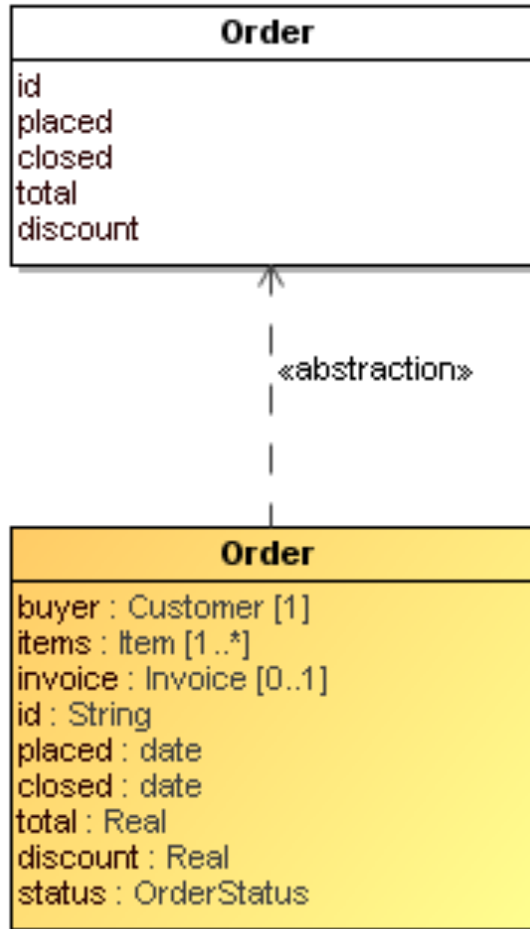 Order
id
placed
closed
total
discount
«abstraction»
Order
buyer : Customer [1]
items : Item [1..*]
invoice : Invoice [0..1]
id : String
placed : date
closed : date
total : Real
discount : Real
status : OrderStatus